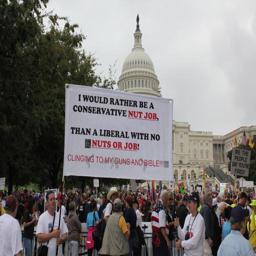 I WOULD RATHER BE A
CONSERVATIVE NUT JOB,
THAN A LIBERAL WITH NO
NUTS OR JOB!
CLINGING TO MY GUNS AND BIBLE!!!!